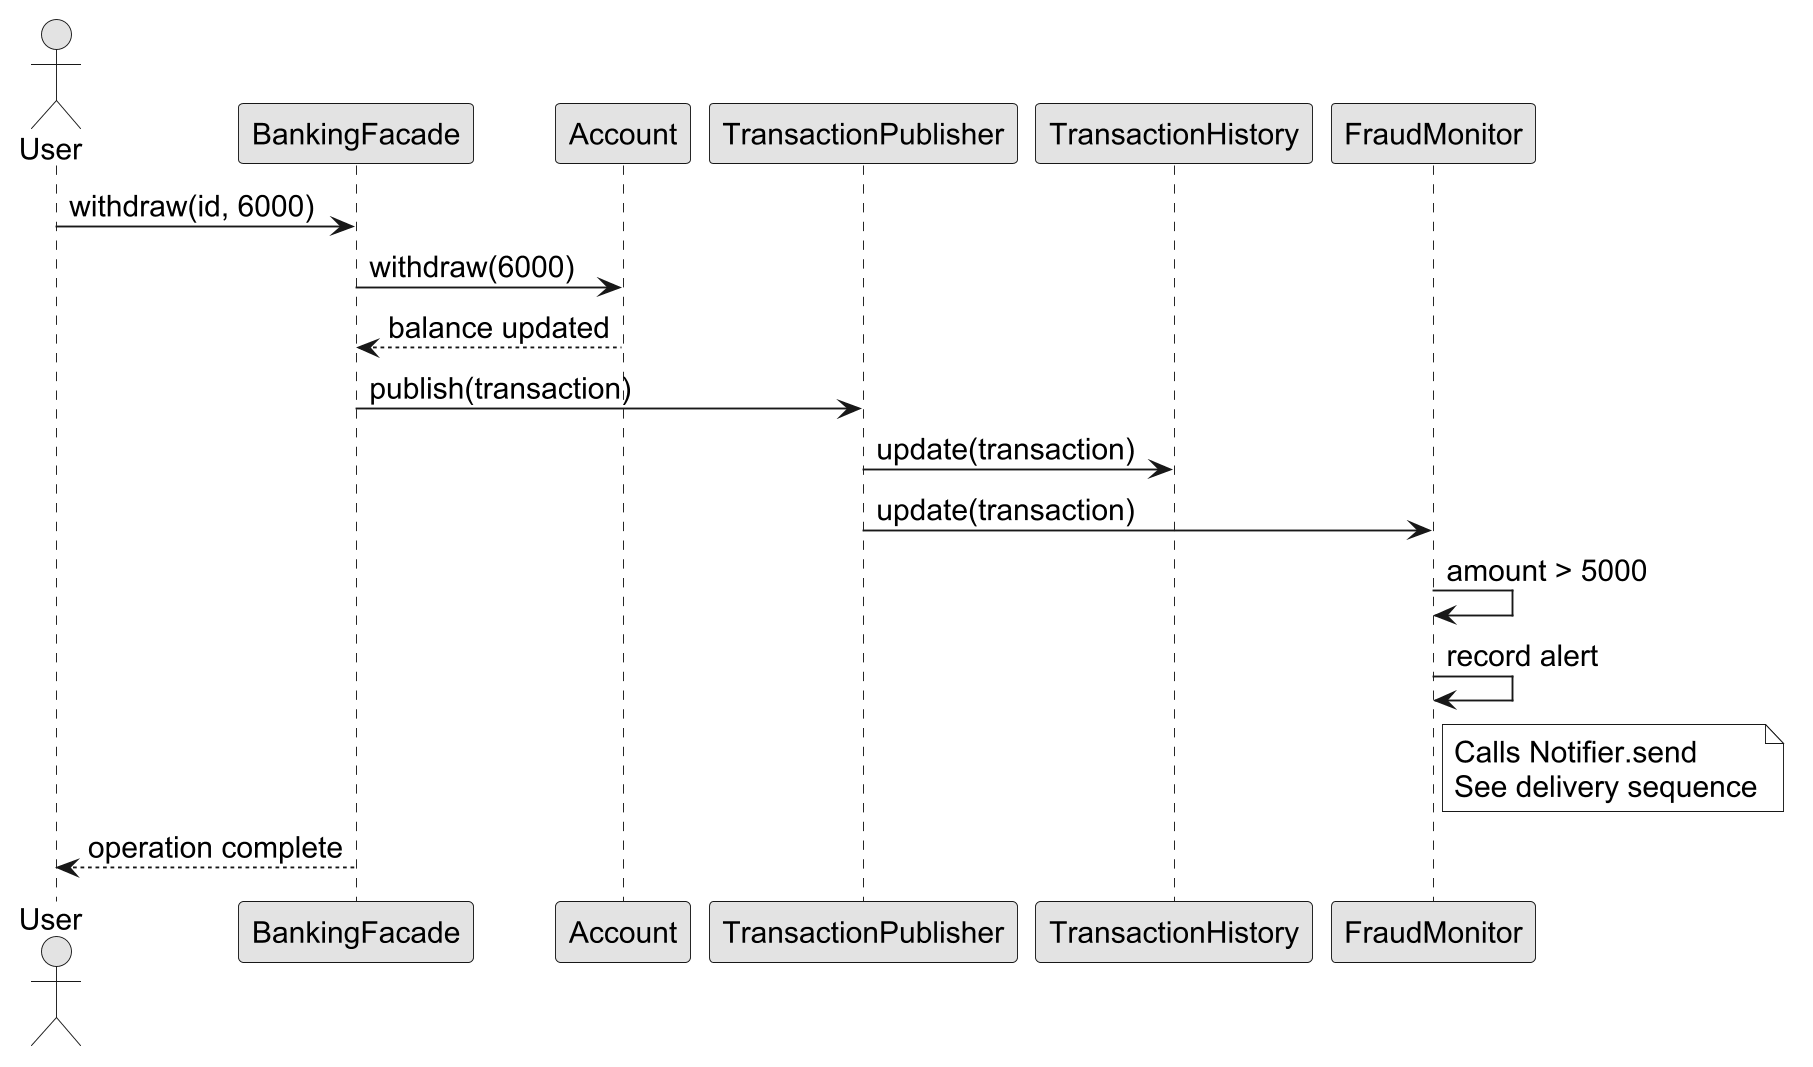 User
BankingFacade
Account
TransactionPublisher
TransactionHistory
FraudMonitor
withdraw(id, 6000)
withdraw(6000)
balance updated
publish(transaction)
update(transaction)
update(transaction)
amount > 5000
record alert
Calls Notifier.send
See delivery sequence
operation complete
User
BankingFacade
Account
TransactionPublisher
TransactionHistory
FraudMonitor